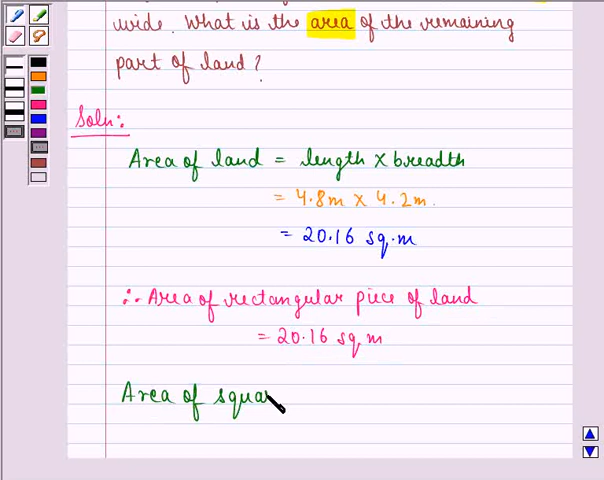 wide. What is the area of the remaining
part of land?
Soln:
Area of land = length × breadth
= 4.8m × 4.2m.
= 20.16 sq.m
∴ Area of rectangular piece of land
= 20.16 sq.m
Area of squa